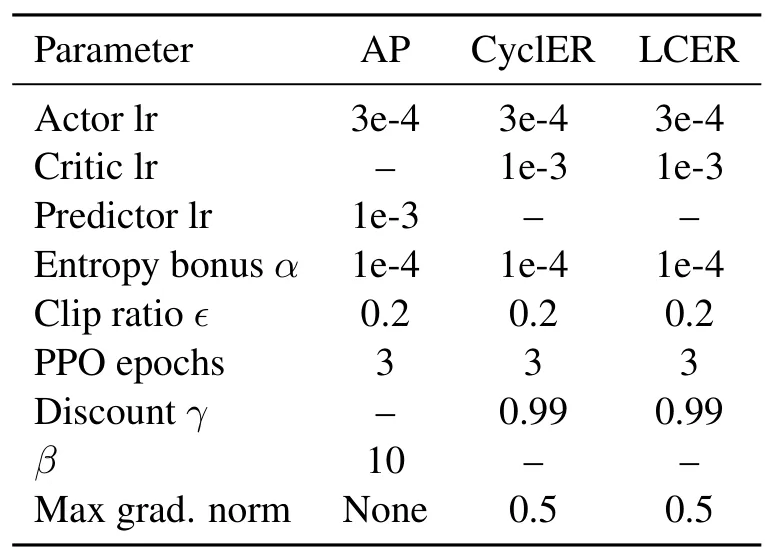 Parameter AP CyclER LCER
Actor lr 3e-4 3e-4 3e-4
Critic lr – 1e-3 1e-3
Predictor lr 1e-3 – –
Entropy bonus α 1e-4 1e-4 1e-4
Clip ratio ϵ 0.2 0.2 0.2
PPO epochs 3 3 3
Discount γ – 0.99 0.99
β 10 – –
Max grad. norm None 0.5 0.5